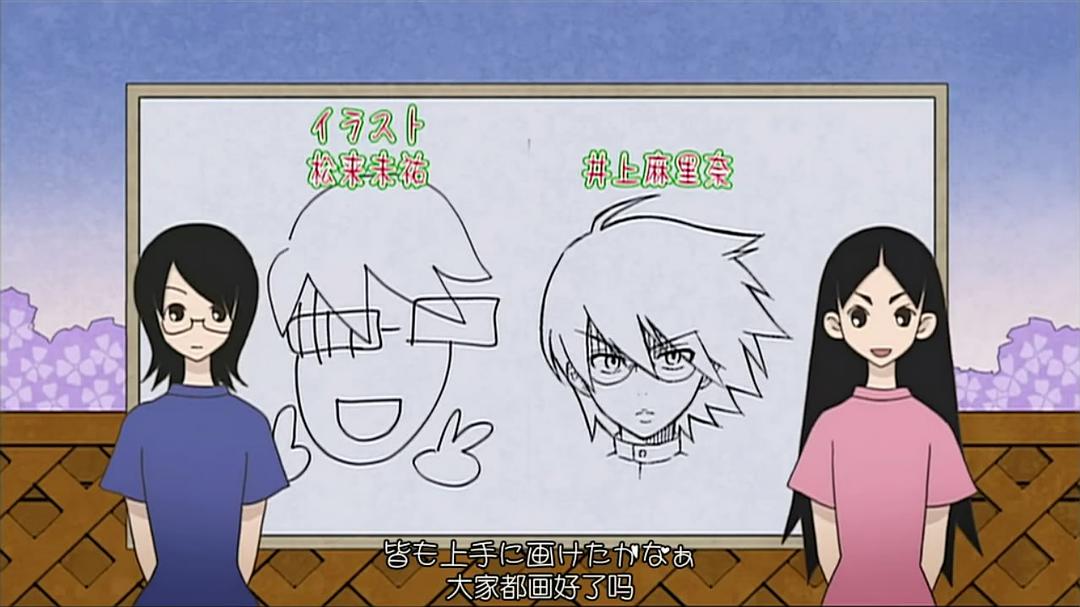 イラスト
松来未祐
井上麻里奈
皆も上手に画けたかなぁ
大家都画好了吗